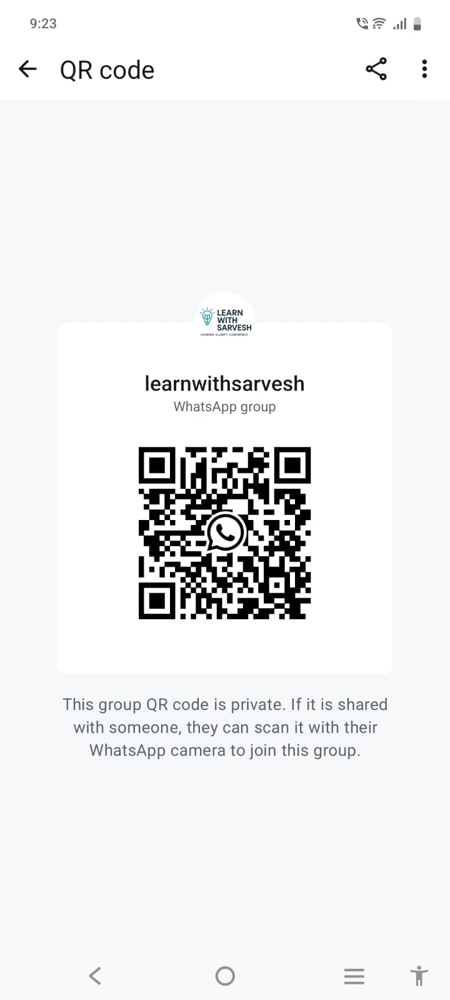 9:23
QR code
LEARN
WITH
SARVESH
COURSES. CLARITY. CONFIDENCE.
learnwithsarvesh
WhatsApp group
This group QR code is private. If it is shared
with someone, they can scan it with their
WhatsApp camera to join this group.